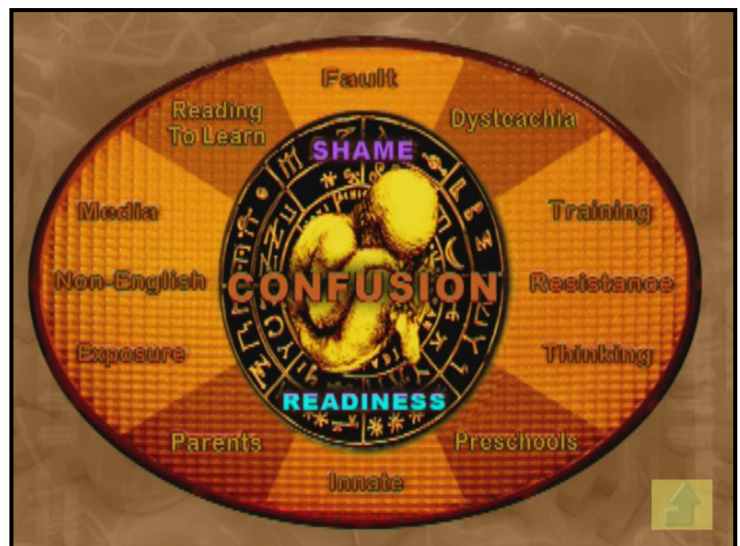 Fault
Reading
To Learn
Dysteachia
SHAME
Media
Training
Non-English
CONFUSION
Resistance
Exposure
Thinking
READINESS
Parents
Preschools
Innate